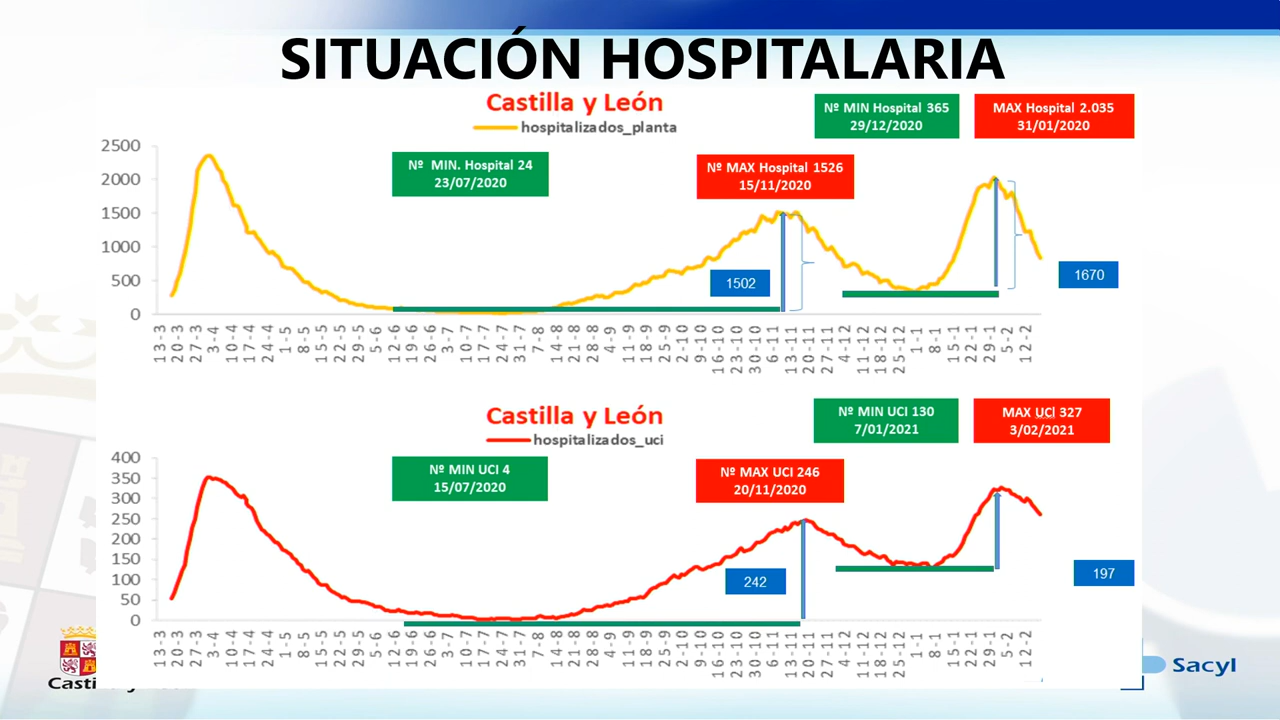 SITUACIÓN HOSPITALARIA
Castilla y León
hospitalizados_planta
Nº MIN Hospital 365
29/12/2020
MAX Hospital 2.035
31/01/2020
Nº MIN. Hospital 24
23/07/2020
Nº MAX Hospital 1526
15/11/2020
2500
2000
1500
1000
500
0
1502
1670
13-3 20-3 27-3 3-4 10-4 17-4 24-4 1-5 8-5 15-5 22-5 29-5 5-6 12-6 19-6 26-6 3-7 10-7 17-7 24-7 31-7 7-8 14-8 21-8 28-8 4-9 11-9 18-9 25-9 2-10 9-10 16-10 23-10 30-10 6-11 13-11 20-11 27-11 4-12 11-12 18-12 25-12 1-1 8-1 15-1 22-1 29-1 5-2 12-2
Castilla y León
hospitalizados_uci
Nº MIN UCI 130
7/01/2021
MAX UCI 327
3/02/2021
Nº MIN UCI 4
15/07/2020
Nº MAX UCI 246
20/11/2020
400
350
300
250
200
150
100
50
0
242
197
13-3 20-3 27-3 3-4 10-4 17-4 24-4 1-5 8-5 15-5 22-5 29-5 5-6 12-6 19-6 26-6 3-7 10-7 17-7 24-7 31-7 7-8 14-8 21-8 28-8 4-9 11-9 18-9 25-9 2-10 9-10 16-10 23-10 30-10 6-11 13-11 20-11 27-11 4-12 11-12 18-12 25-12 1-1 8-1 15-1 22-1 29-1 5-2 12-2
Sacyl